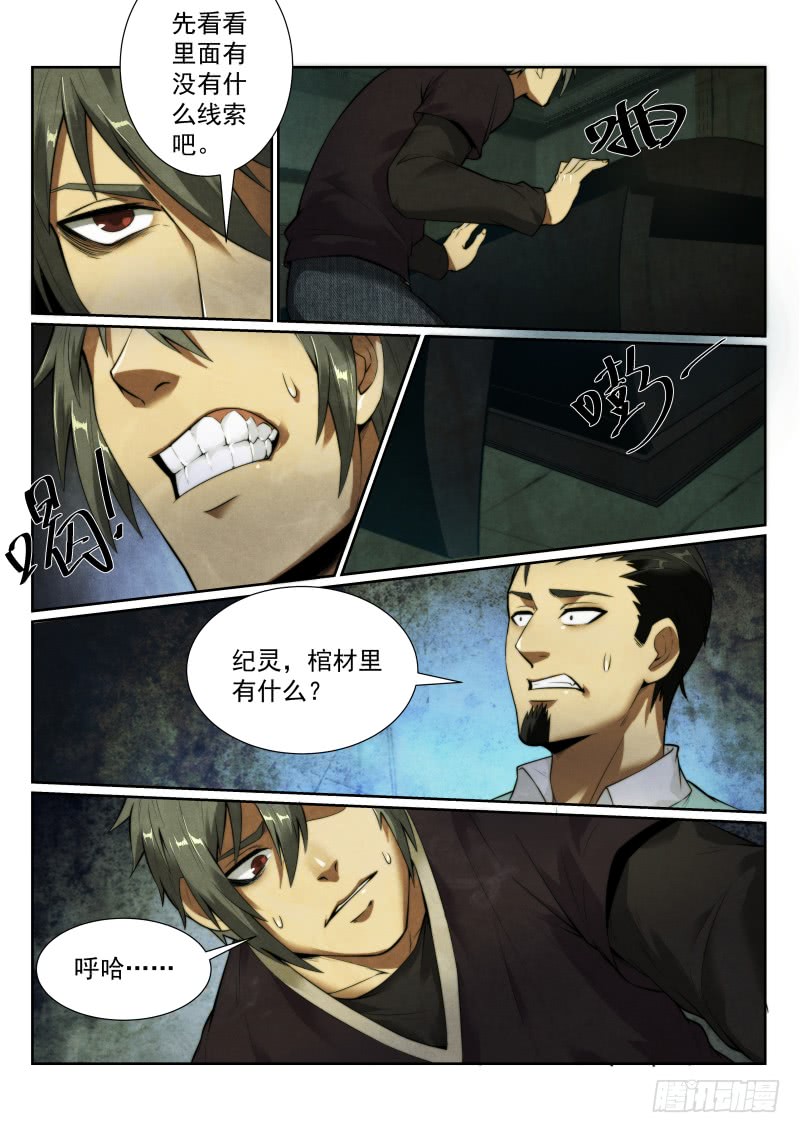 先看看
里面有
没有什
么线索
吧。
啪
喝！
嘭一
纪灵，棺材里
有什么？
呼哈……
腾讯动漫